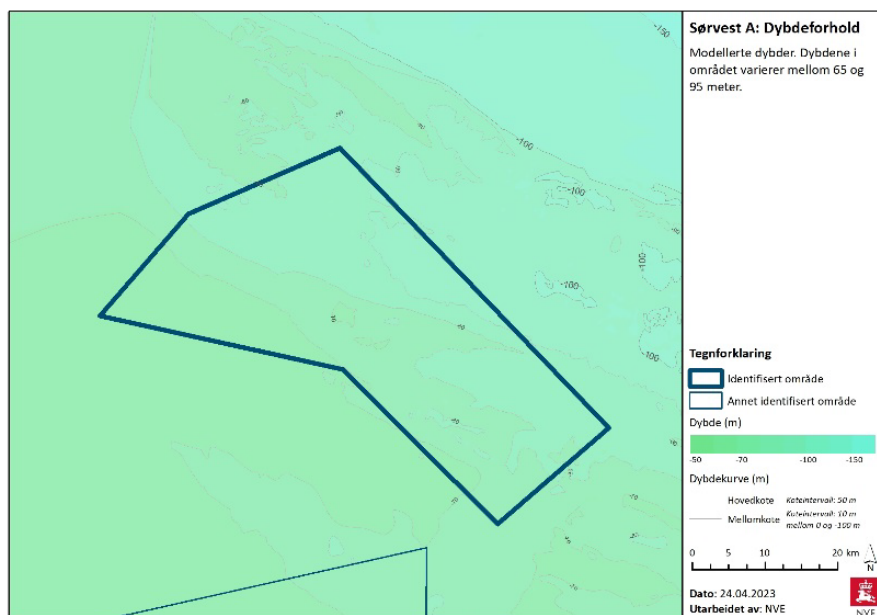 Sørvest A: Dybdeforhold
Modellerte dybder. Dybdene i
området varierer mellom 65 og
95 meter.
-150
-100
-100
-100
-100
-100
Tegnforklaring
Identifisert område
Annet identifisert område
Dybde (m)
-50 -70 -100 -150
Dybdekurve (m)
Hovedkote Koteintervall: 50 m
Mellomkote Koteintervall: 10 m
mellom 0 og -100 m
0 5 10 20 km
N
Dato: 24.04.2023
Utarbeidet av: NVE
NVE